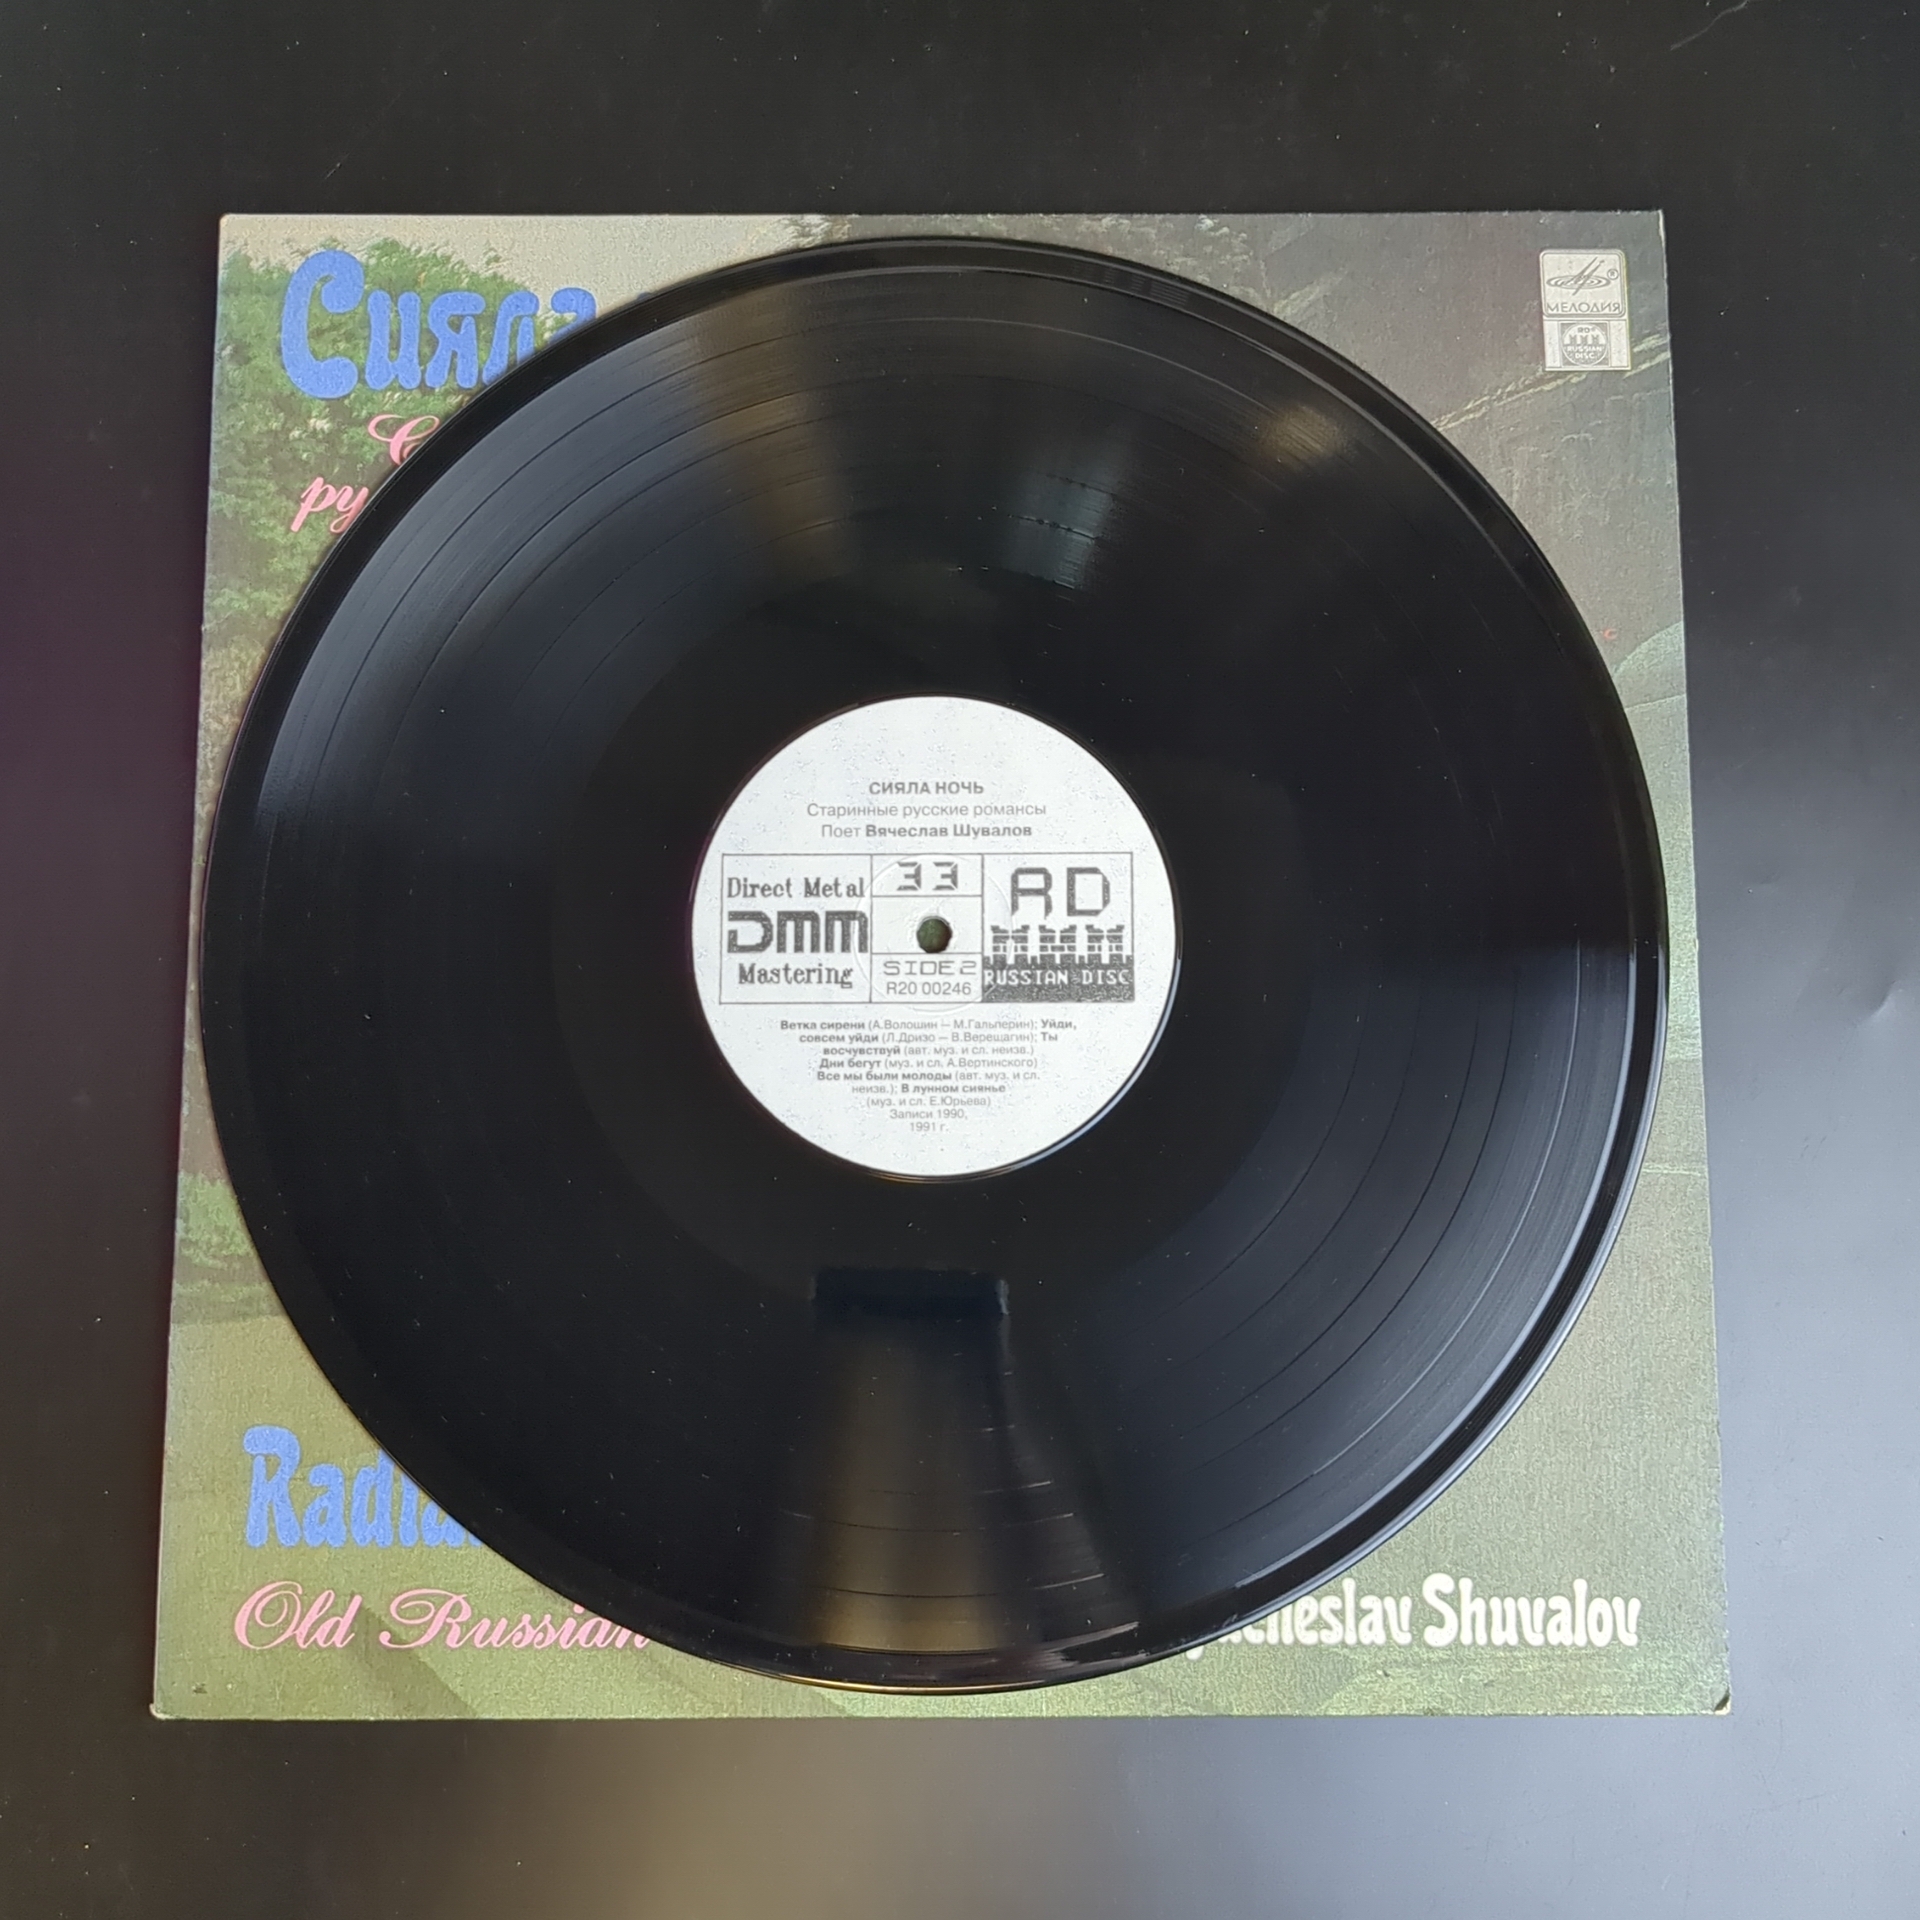 Сияла
МЕЛОДИЯ
RD
RUSSIAN
DISC
ру
СИЯЛА НОЧЬ
Старинные русские романсы
Поет Вячеслав Шувалов
Direct Metal
DMM
Mastering
33
SIDE 2
R20 00246
RD
RUSSIAN DISC
Ветка сирени (А.Волошин — М.Гальперин); Уйди,
совсем уйди (Л.Дризо — В.Верещагин); Ты
восчувствуй (авт. муз. и сл. неизв.)
Дни бегут (муз. и сл. А.Вертинского)
Все мы были молоды (авт. муз. и сл.
неизв.); В лунном сиянье
(муз. и сл. Е.Юрьева)
Записи 1990,
1991 г.
Radia
Old Russian
yacheslav Shuvalov